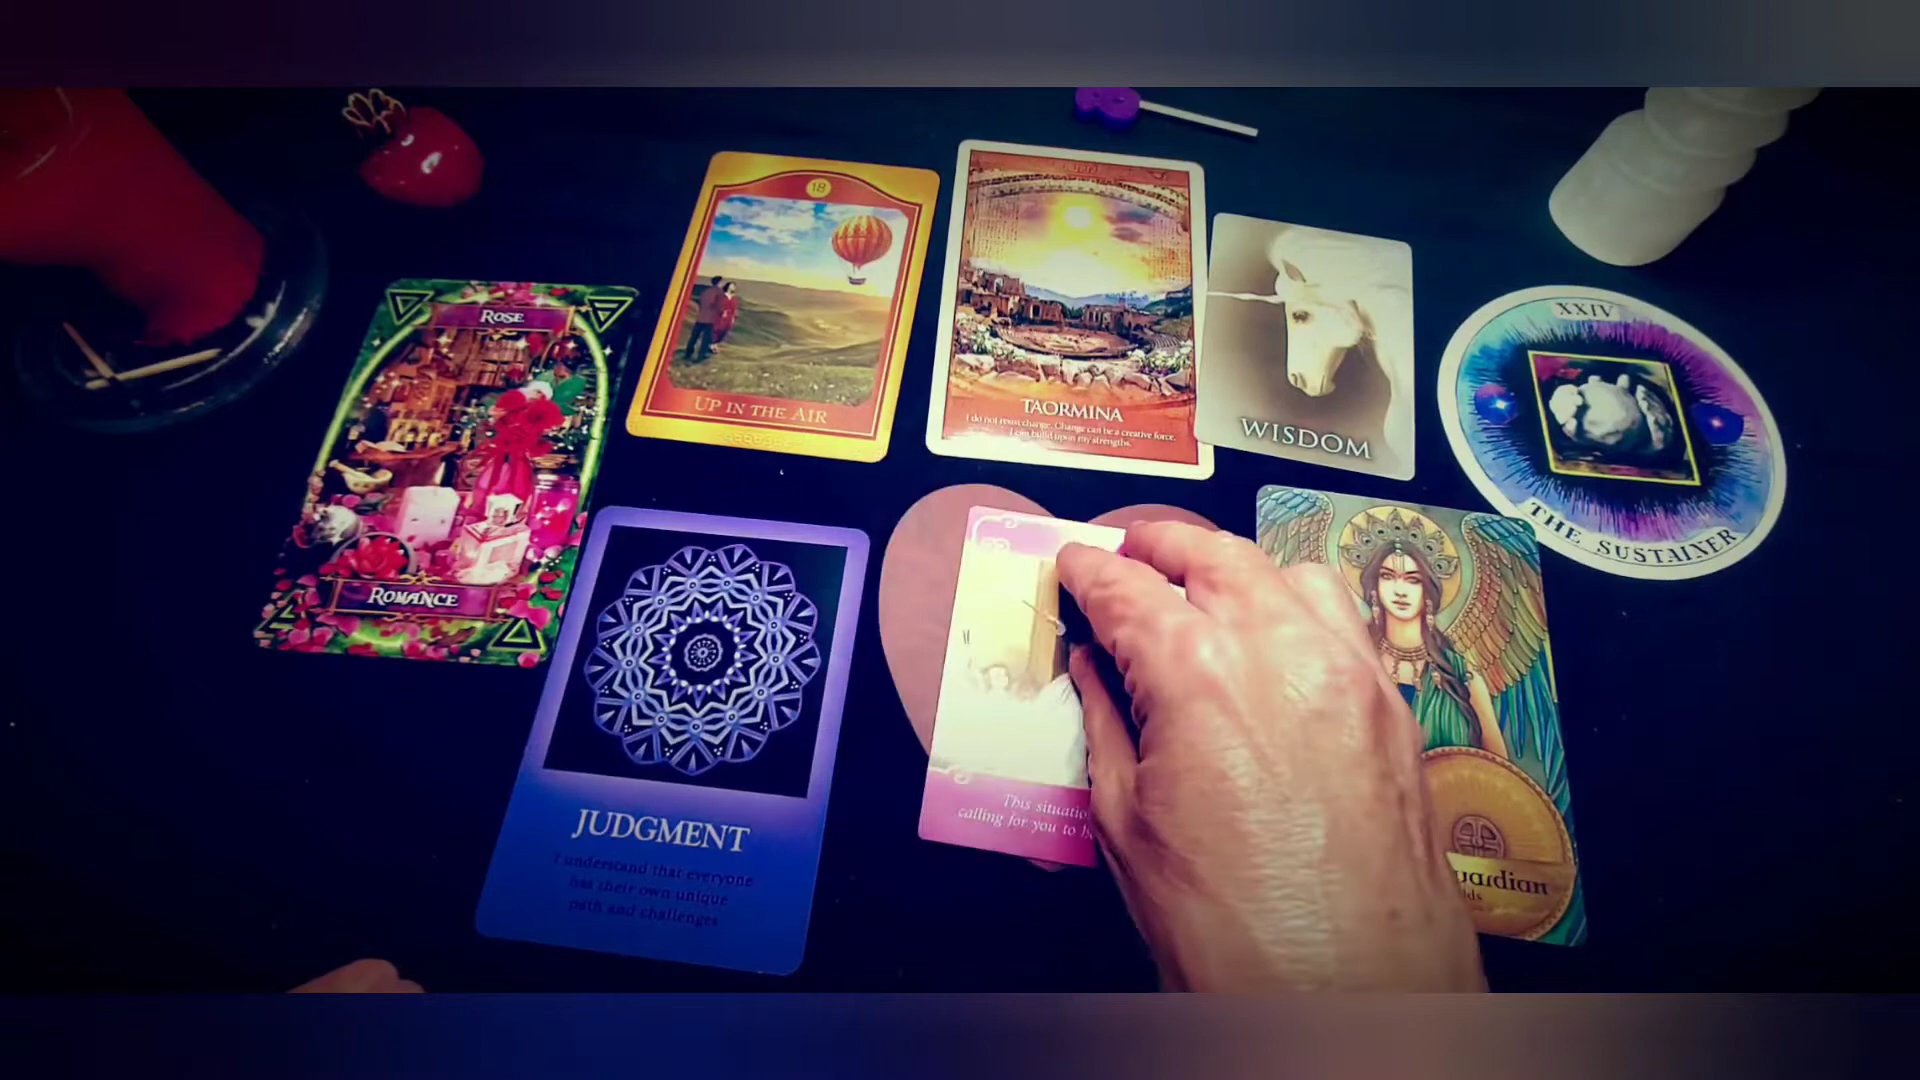 ROSE
ROMANCE
18
UP IN THE AIR
TAORMINA
I do not resist change. Change can be a creative force.
I can build upon my strengths.
WISDOM
XXIV
THE SUSTAINER
JUDGMENT
I understand that everyone
has their own unique
path and challenges
This situatio
calling for you to
uardian
lds